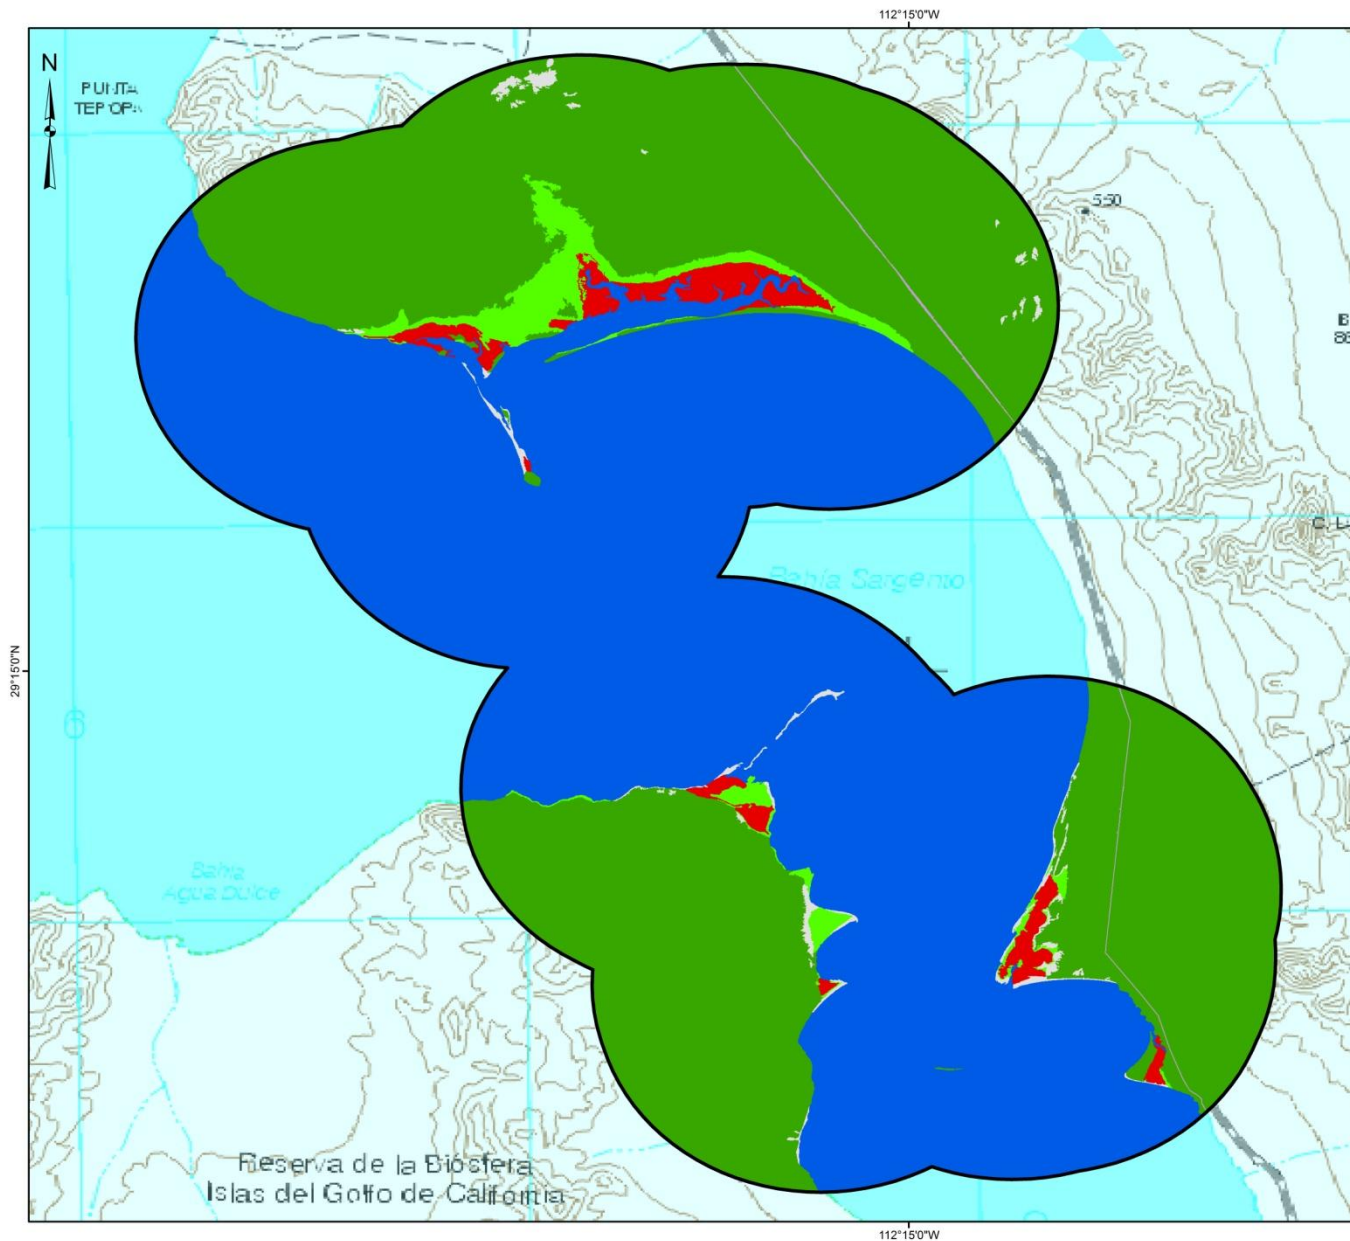 112°15'0"W
N
PUNTA
TEPOPA
550
29°15'0"N
Bahía Sargento
6
Bahía
Agua Dulce
Reserva de la Biósfera
Islas del Golfo de California
112°15'0"W